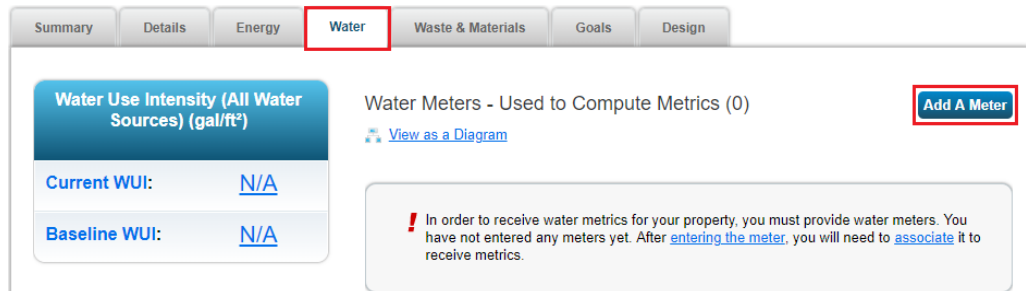 Summary
Details
Energy
Water
Waste & Materials
Goals
Design
Water Use Intensity (All Water
Sources) (gal/ft²)
Current WUI: N/A
Baseline WUI: N/A
Water Meters - Used to Compute Metrics (0)
Add A Meter
View as a Diagram
! In order to receive water metrics for your property, you must provide water meters. You
have not entered any meters yet. After entering the meter, you will need to associate it to
receive metrics.